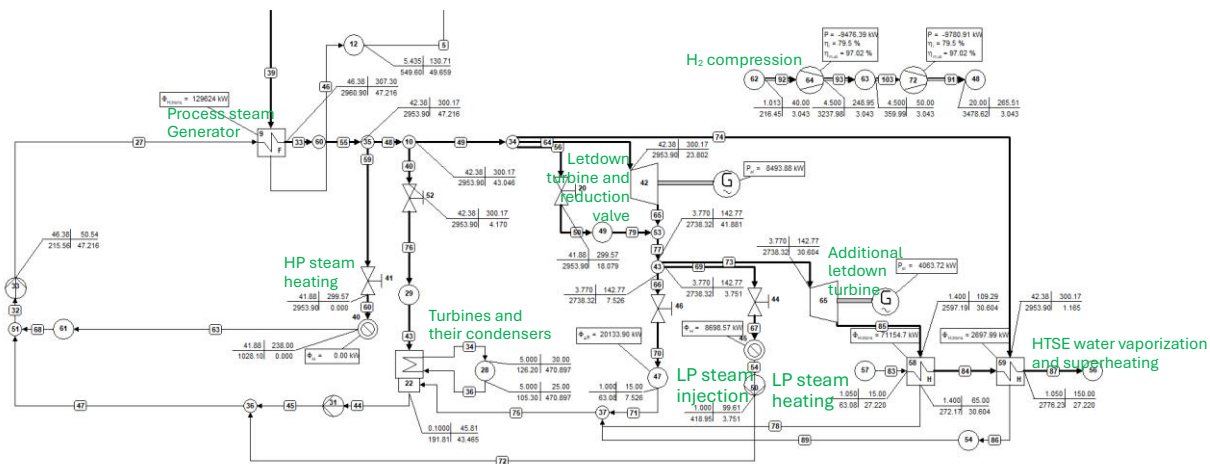 39
5
12
5.435 130.71
549.60 49.659
46
46.38 307.30
2960.90 47.216
ΦH,trans = 129624 kW
Process steam
Generator
9
F
42.38 300.17
2953.90 47.216
H₂ compression
P = -9476.39 kW
ηi = 79.5 %
ηm,el = 97.02 %
P = -9780.91 kW
ηi = 79.5 %
ηm,el = 97.02 %
62 92 64 93 63 103 72 91 48
1.013 40.00
216.45 3.043
4.500 248.95
3237.98 3.043
4.500 50.00
359.99 3.043
20.00 265.51
3478.62 3.043
27
33 60 55 35 48 10 49 34 64 74
59
40
56
42.38 300.17
2953.90 43.046
Letdown
turbine and
reduction
valve
20
42.38 300.17
2953.90 23.802
42
G
Pel = 8493.88 kW
52
42.38 300.17
2953.90 4.170
65
50 49 79 53
3.770 142.77
2738.32 41.881
77
41.88 299.57
2953.90 18.079
46.38 50.54
215.56 47.216
33
32
HP steam
heating
41
41.88 299.57
2953.90 0.000
60
40
76
29
43
43 69 73
3.770 142.77
2738.32 7.526
66
46
3.770 142.77
2738.32 3.751
44
67
3.770 142.77
2738.32 30.604
Additional
letdown
turbine
65
G
Pel = 4063.72 kW
85
1.400 109.29
2597.19 30.604
42.38 300.17
2953.90 1.165
51 68 61 63
41.88 238.00
1028.10 0.000
= 0.00 kW
Turbines and
their condensers
34
28
36
22
5.000 30.00
126.20 470.897
5.000 25.00
105.30 470.897
= 20133.90 kW
70
47
= 8698.57 kW
45
54
ΦH,trans = 71154.7 kW
ΦH,trans = 2697.99 kW
HTSE water vaporization
and superheating
57 83 58 H 84 59 H 87
LP steam
injection
LP steam
heating
1.000 15.00
63.08 7.526
1.000 99.61
418.95 3.751
1.050 15.00
63.08 27.220
1.400 65.00
272.17 30.604
1.050 150.00
2776.23 27.220
47 36 45 31 44
0.1000 45.81
191.81 43.465
75 37 71
78
89 54 86
72